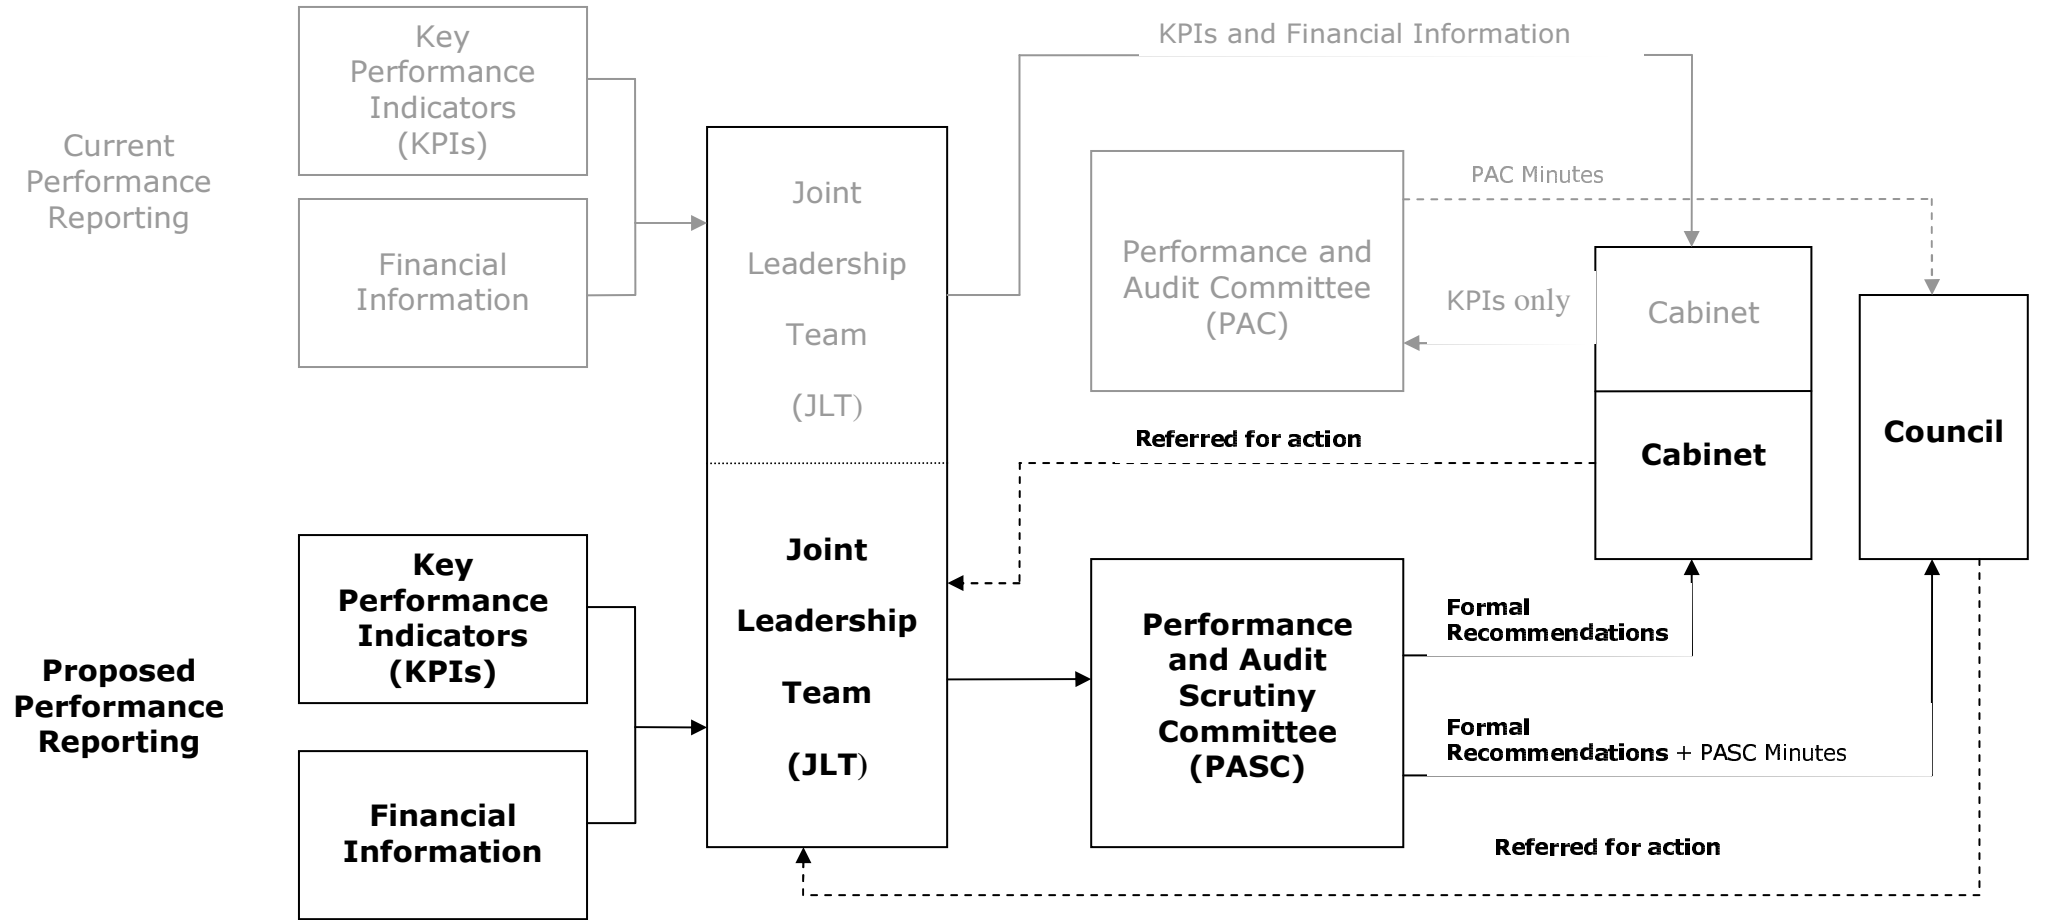 Current
Performance
Reporting
Key
Performance
Indicators
(KPIs)
Financial
Information
Joint
Leadership
Team
(JLT)
KPIs and Financial Information
Performance and
Audit Committee
(PAC)
PAC Minutes
KPIs only
Cabinet
Referred for action
Cabinet
Council
Proposed
Performance
Reporting
Key
Performance
Indicators
(KPIs)
Financial
Information
Joint
Leadership
Team
(JLT)
Performance
and Audit
Scrutiny
Committee
(PASC)
Formal
Recommendations
Formal
Recommendations + PASC Minutes
Referred for action